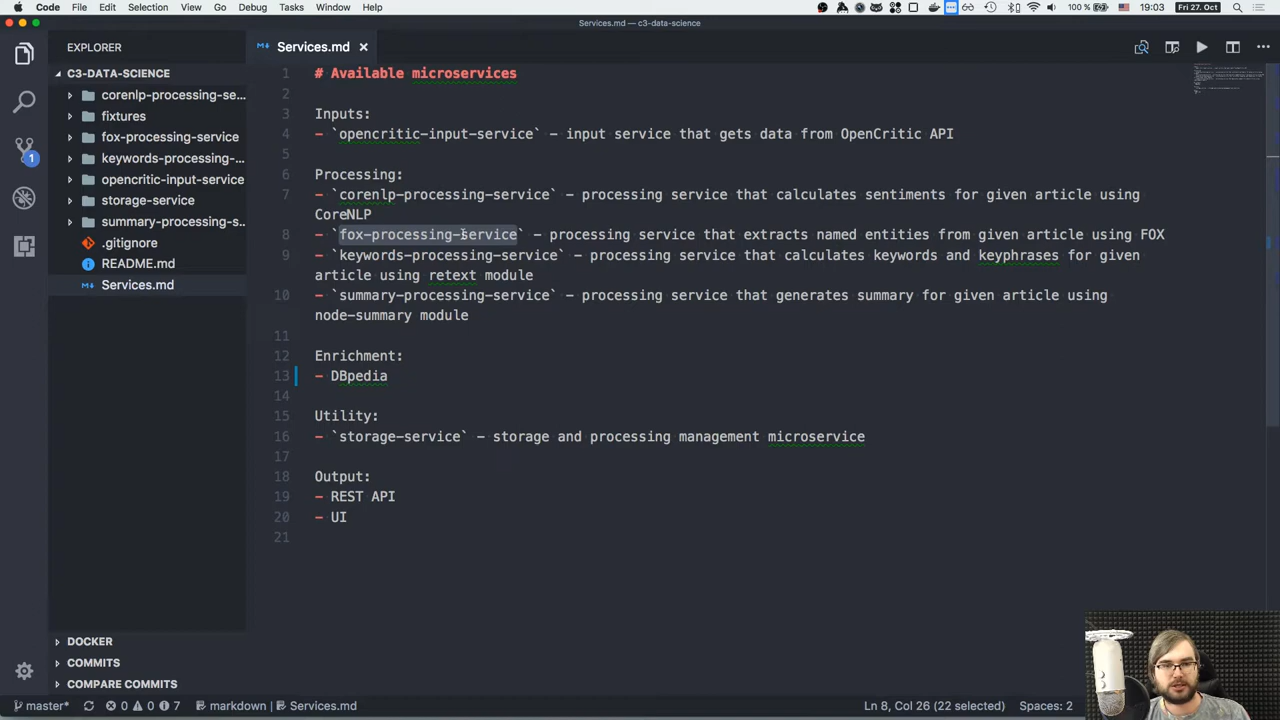 Code File Edit Selection View Go Debug Tasks Window Help 100 % 19:03 Fri 27. Oct
Services.md — c3-data-science
EXPLORER
Services.md
C3-DATA-SCIENCE
corenlp-processing-se...
fixtures
fox-processing-service
keywords-processing-...
opencritic-input-service
storage-service
summary-processing-s...
.gitignore
README.md
Services.md
1 # Available microservices
2
3 Inputs:
4 - `opencritic-input-service` - input service that gets data from OpenCritic API
5
6 Processing:
7 - `corenlp-processing-service` - processing service that calculates sentiments for given article using
CoreNLP
8 - `fox-processing-service` - processing service that extracts named entities from given article using FOX
9 - `keywords-processing-service` - processing service that calculates keywords and keyphrases for given
article using retext module
10 - `summary-processing-service` - processing service that generates summary for given article using
node-summary module
11
12 Enrichment:
13 - DBpedia
14
15 Utility:
16 - `storage-service` - storage and processing management microservice
17
18 Output:
19 - REST API
20 - UI
21
1
DOCKER
COMMITS
COMPARE COMMITS
master* 0 0 7 markdown Services.md Ln 8, Col 26 (22 selected) Spaces: 2